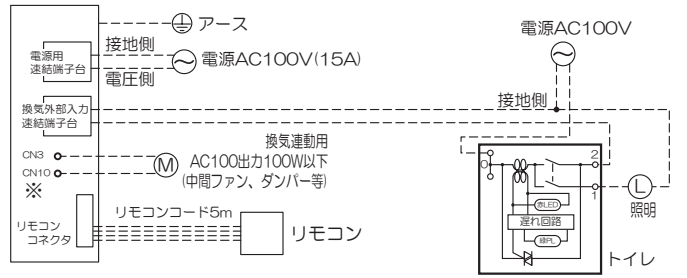 アース
電源AC100V
電源用
速結端子台
接地側
電源AC100V(15A)
電圧側
接地側
換気外部入力
速結端子台
換気連動用
AC100出力100W以下
(中間ファン、ダンパー等)
CN3
CN10
※
M
リモコン
コネクタ
リモコンコード5m
リモコン
0
2
1
L
照明
赤LED
遅れ回路
緑PL
トイレ